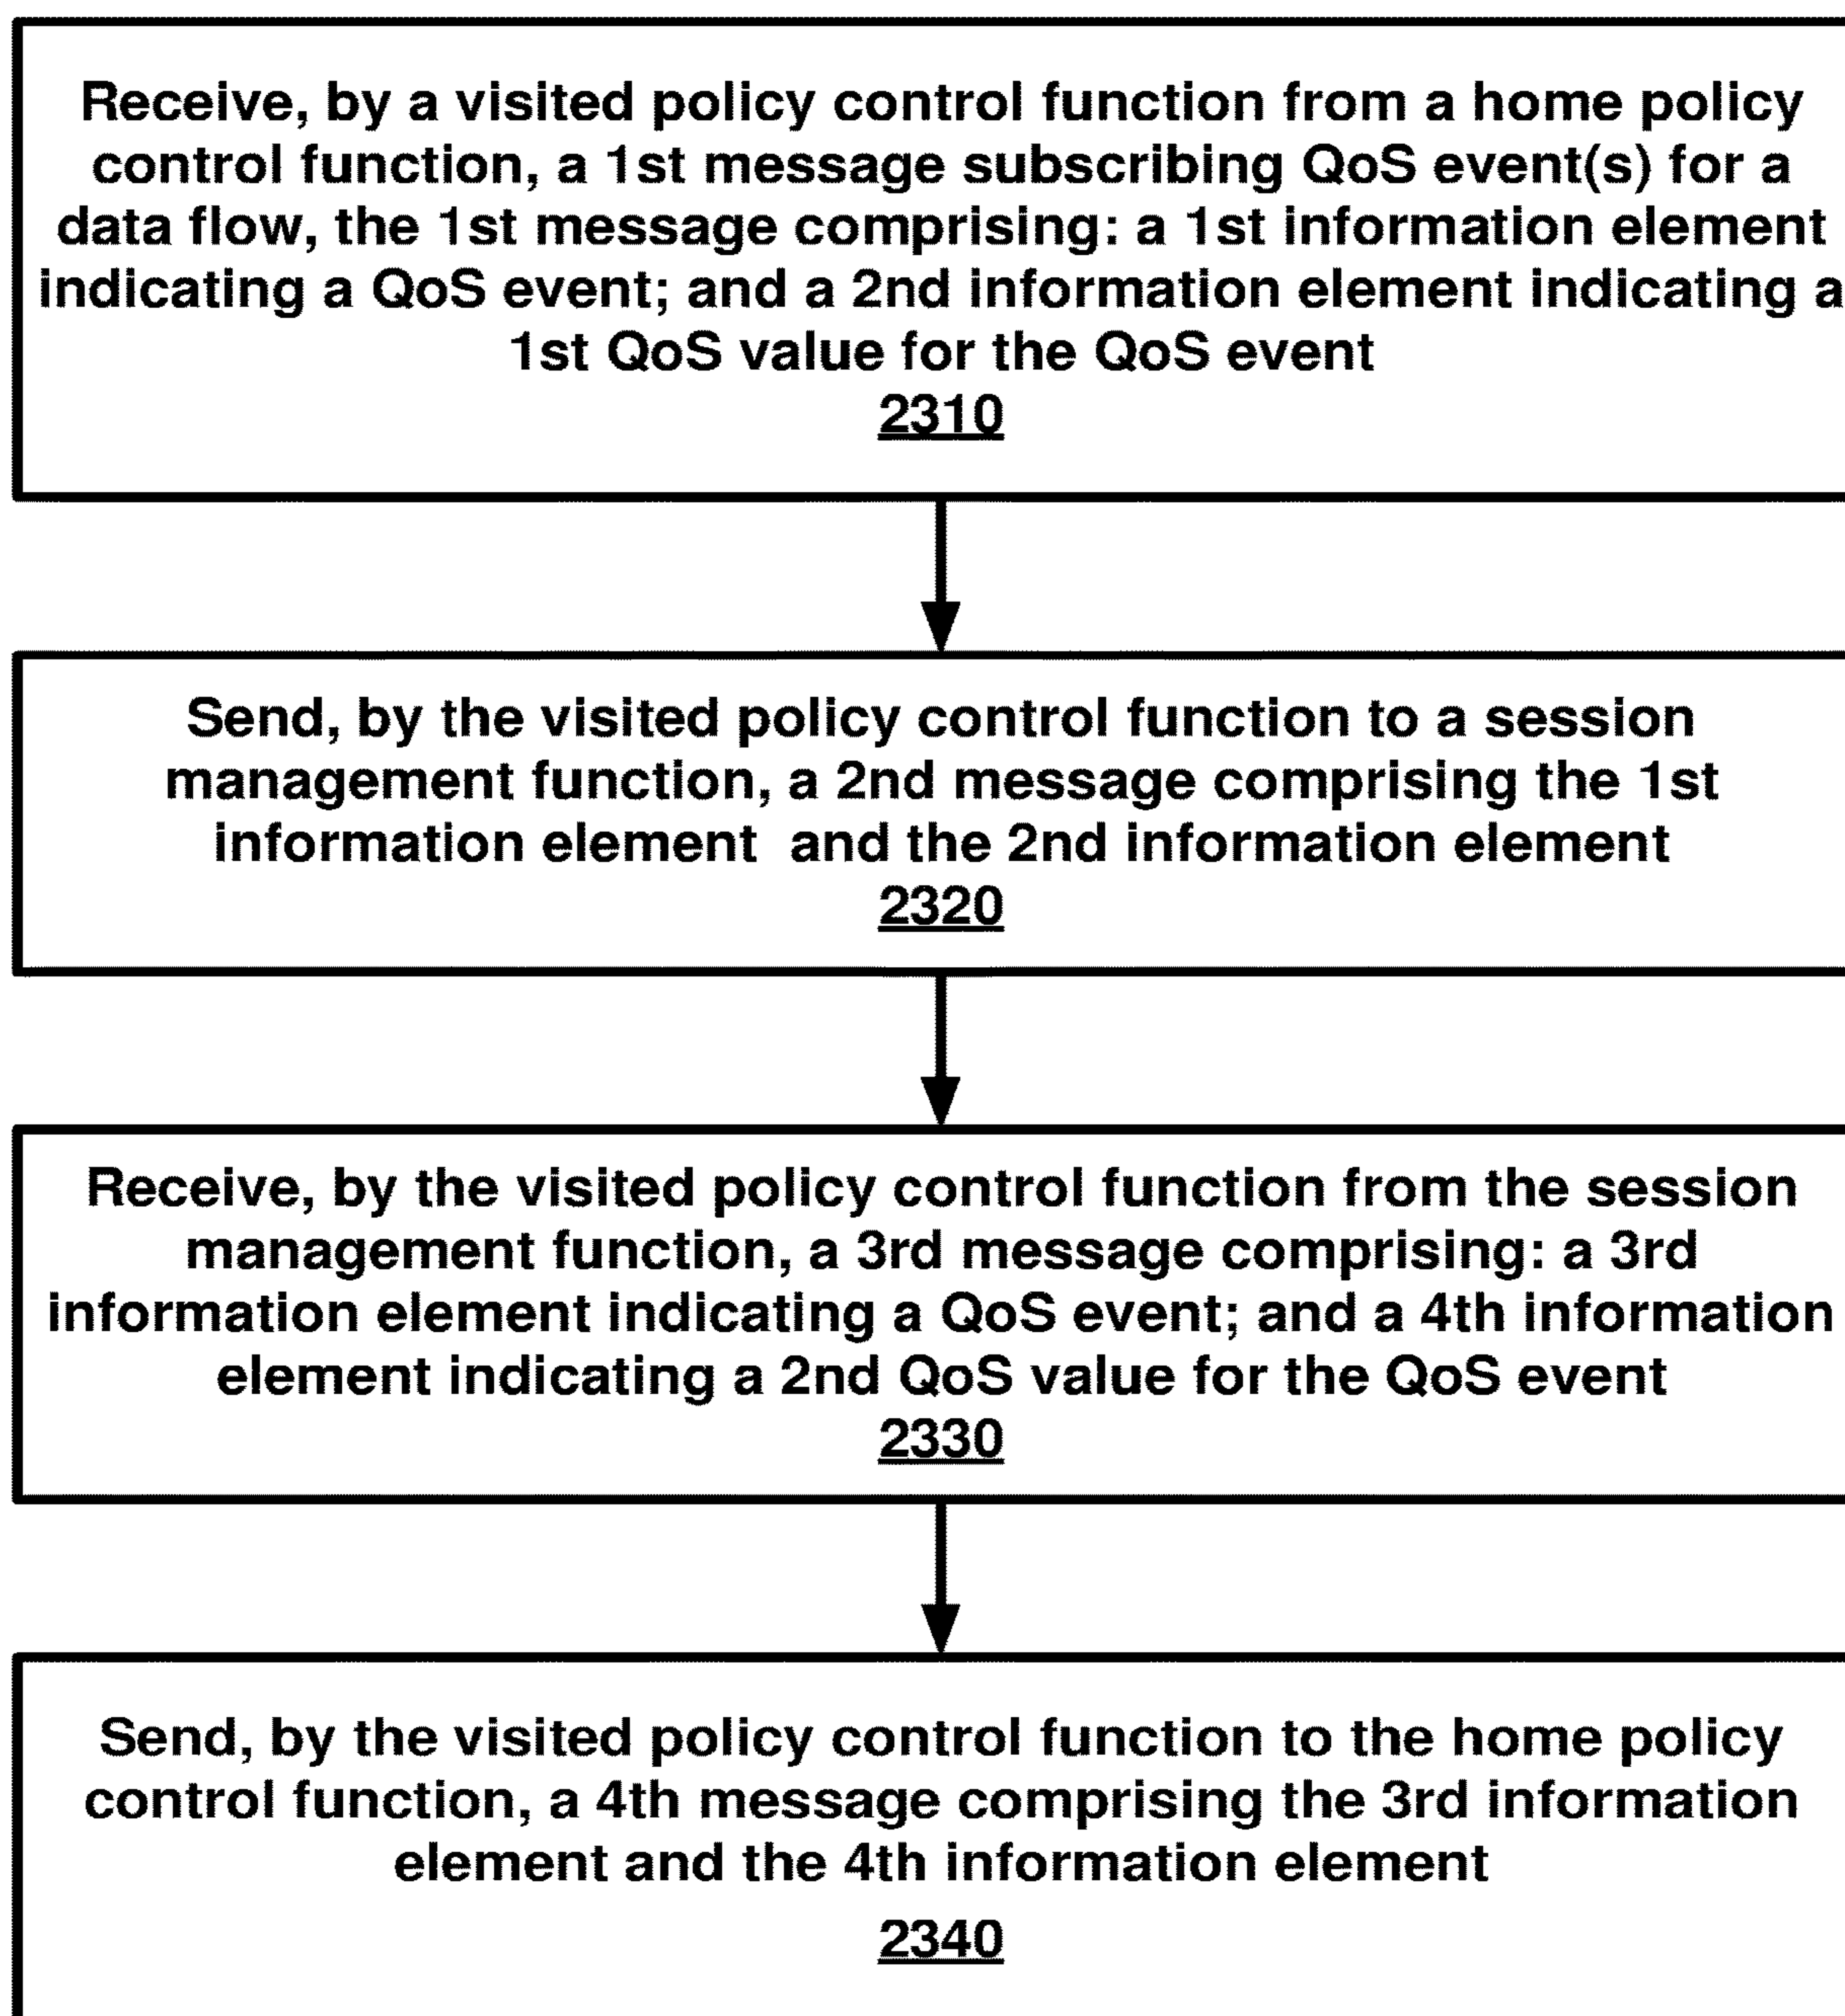 Receive, by a visited policy control function from a home policy
control function, a 1st message subscribing QoS event(s) for a
data flow, the 1st message comprising: a 1st information element
indicating a QoS event; and a 2nd information element indicating a
1st QoS value for the QoS event
2310
Send, by the visited policy control function to a session
management function, a 2nd message comprising the 1st
information element and the 2nd information element
2320
Receive, by the visited policy control function from the session
management function, a 3rd message comprising: a 3rd
information element indicating a QoS event; and a 4th information
element indicating a 2nd QoS value for the QoS event
2330
Send, by the visited policy control function to the home policy
control function, a 4th message comprising the 3rd information
element and the 4th information element
2340